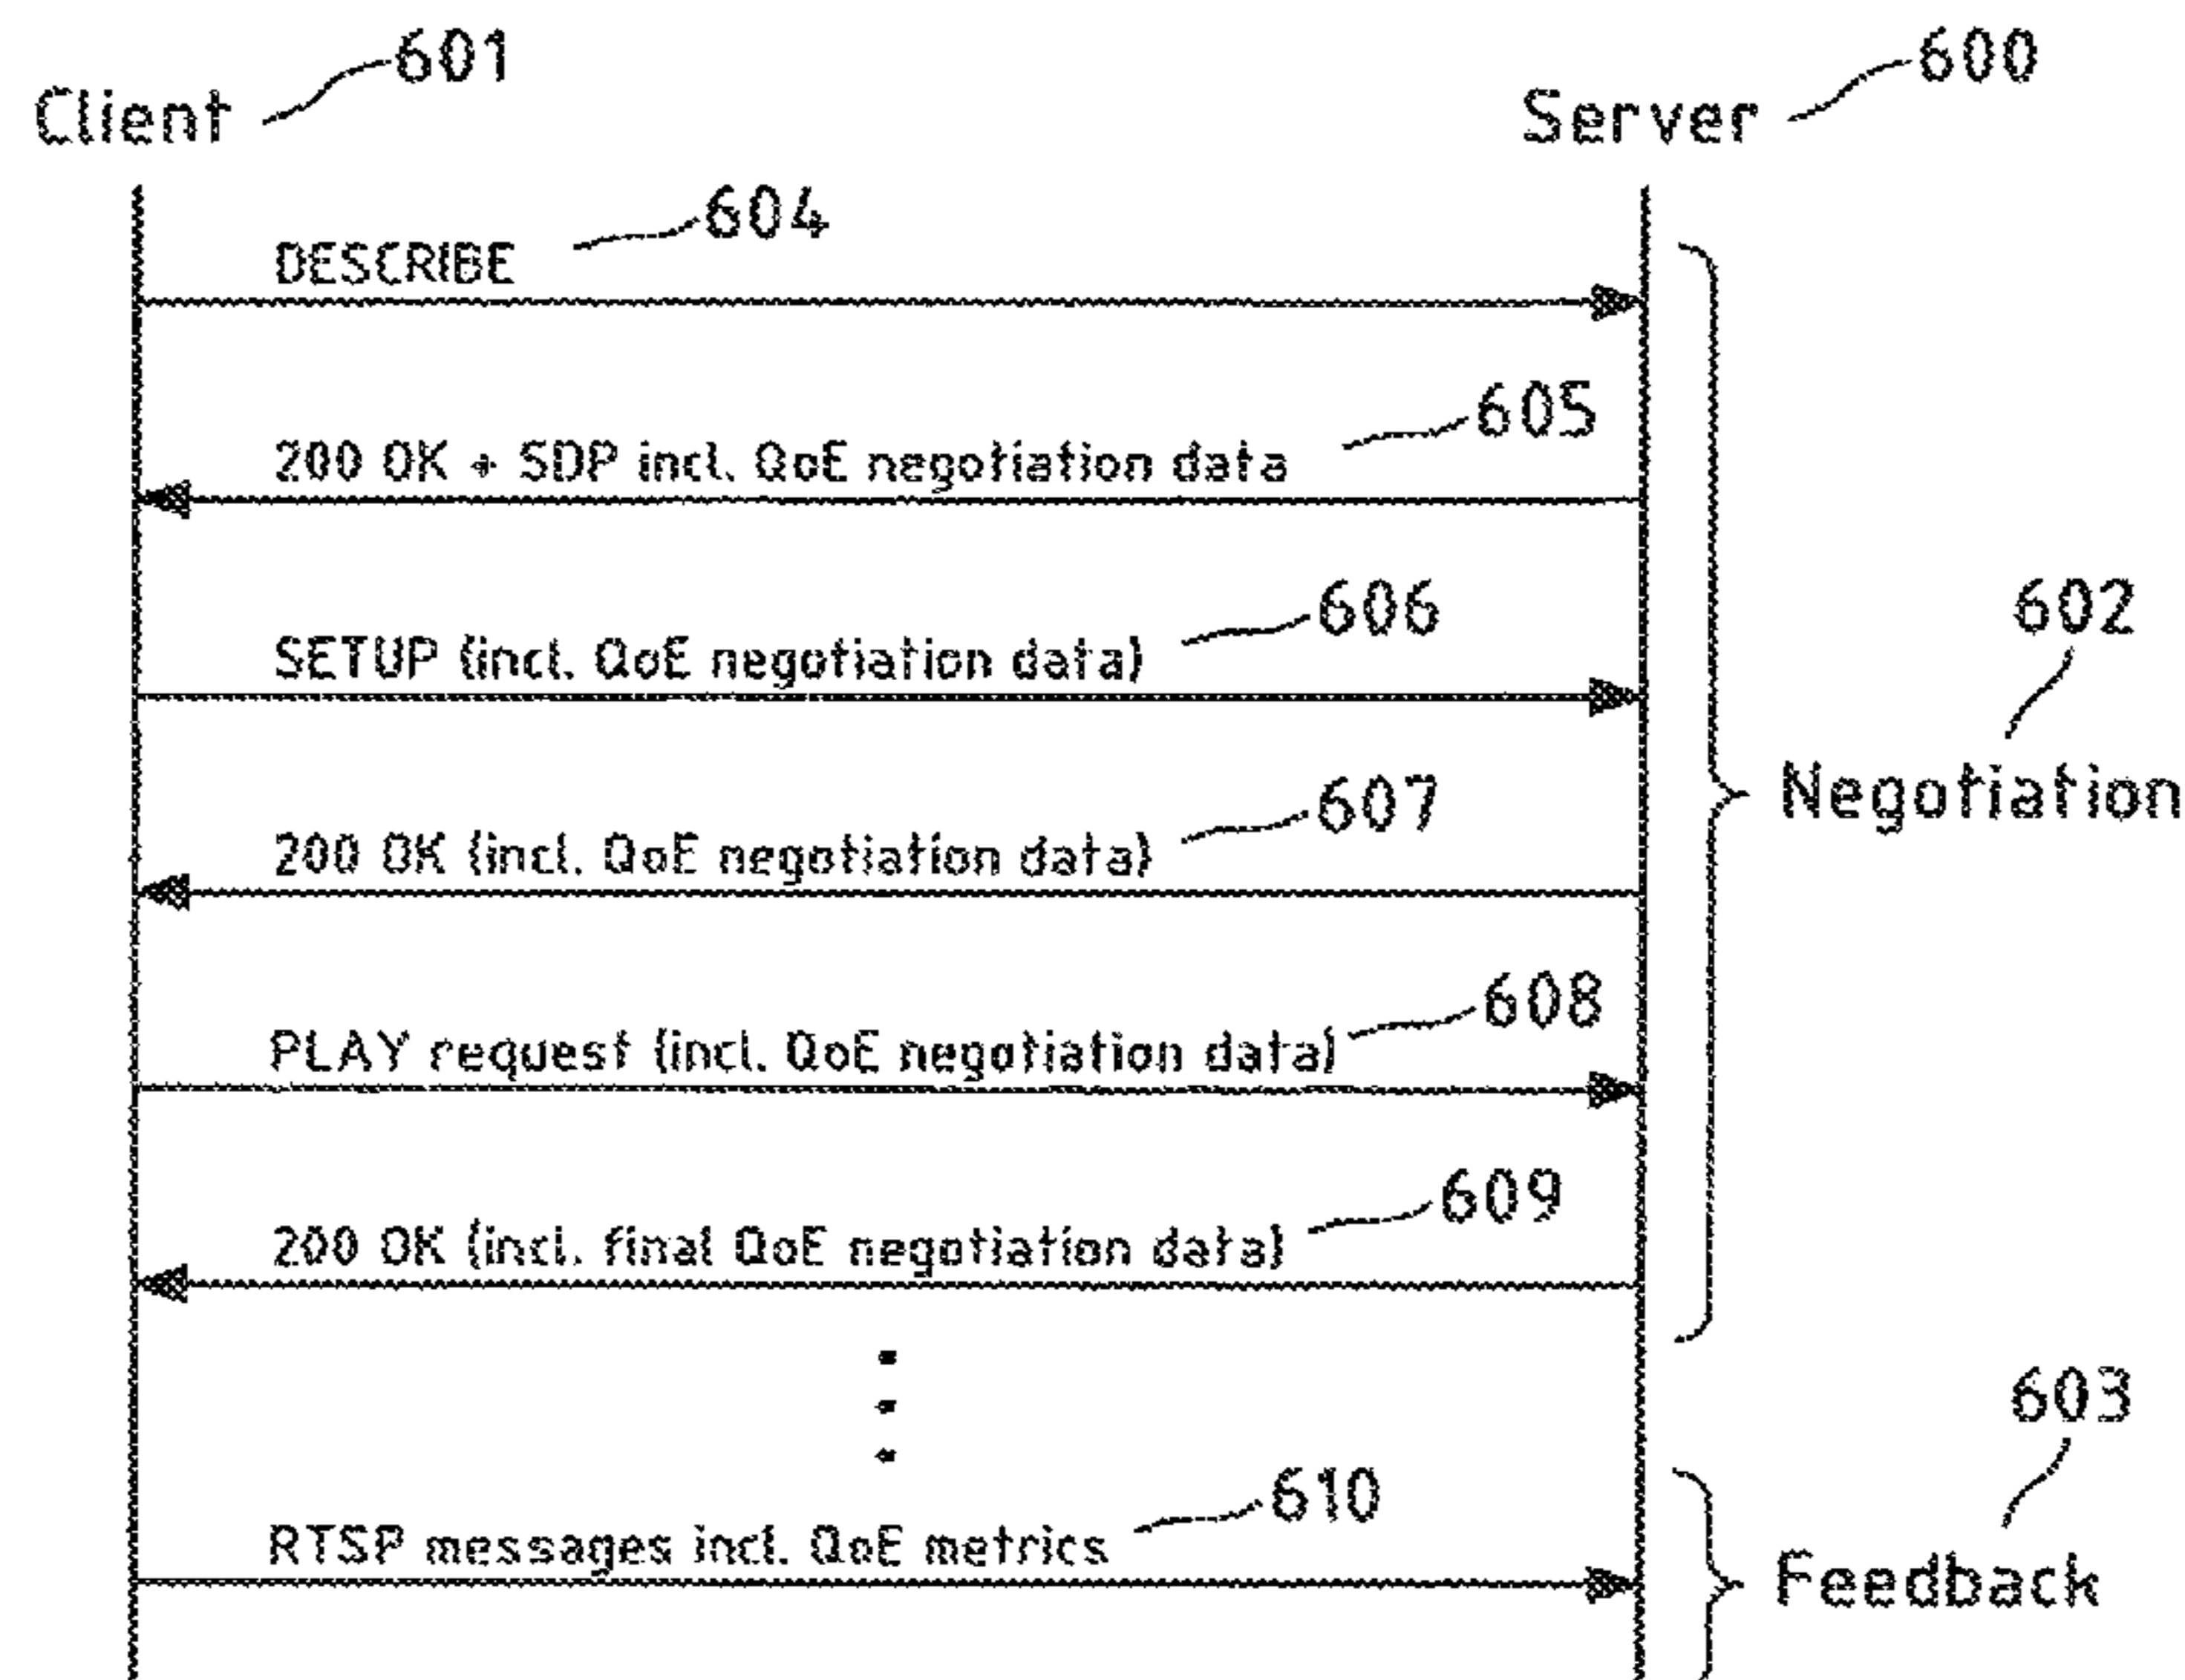 601
600
Client
Server
604
DESCRIBE
605
200 OK + SDP incl. QoE negotiation data
606
602
SETUP (incl. QoE negotiation data)
607
Negotiation
200 OK (incl. QoE negotiation data)
608
PLAY request (incl. QoE negotiation data)
609
200 OK (incl. final QoE negotiation data)
603
610
RTSP messages incl. QoE metrics
Feedback